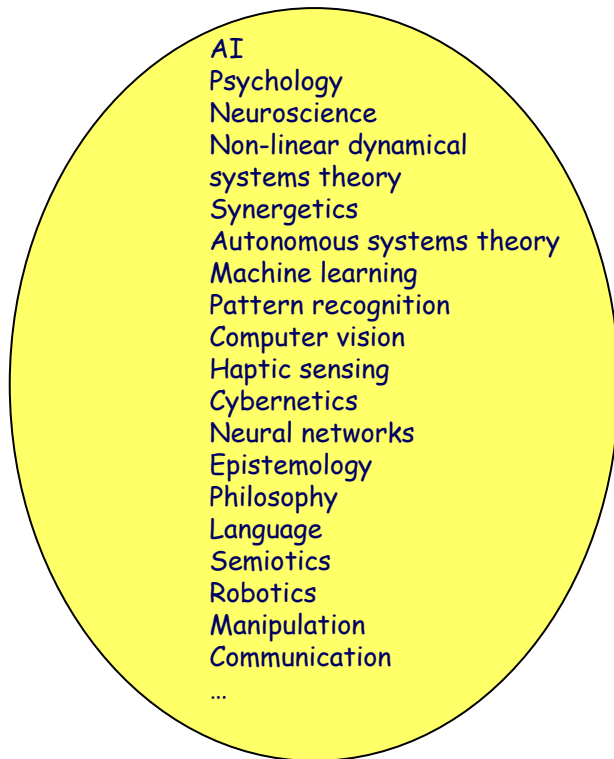 AI
Psychology
Neuroscience
Non-linear dynamical
systems theory
Synergetics
Autonomous systems theory
Machine learning
Pattern recognition
Computer vision
Haptic sensing
Cybernetics
Neural networks
Epistemology
Philosophy
Language
Semiotics
Robotics
Manipulation
Communication
…